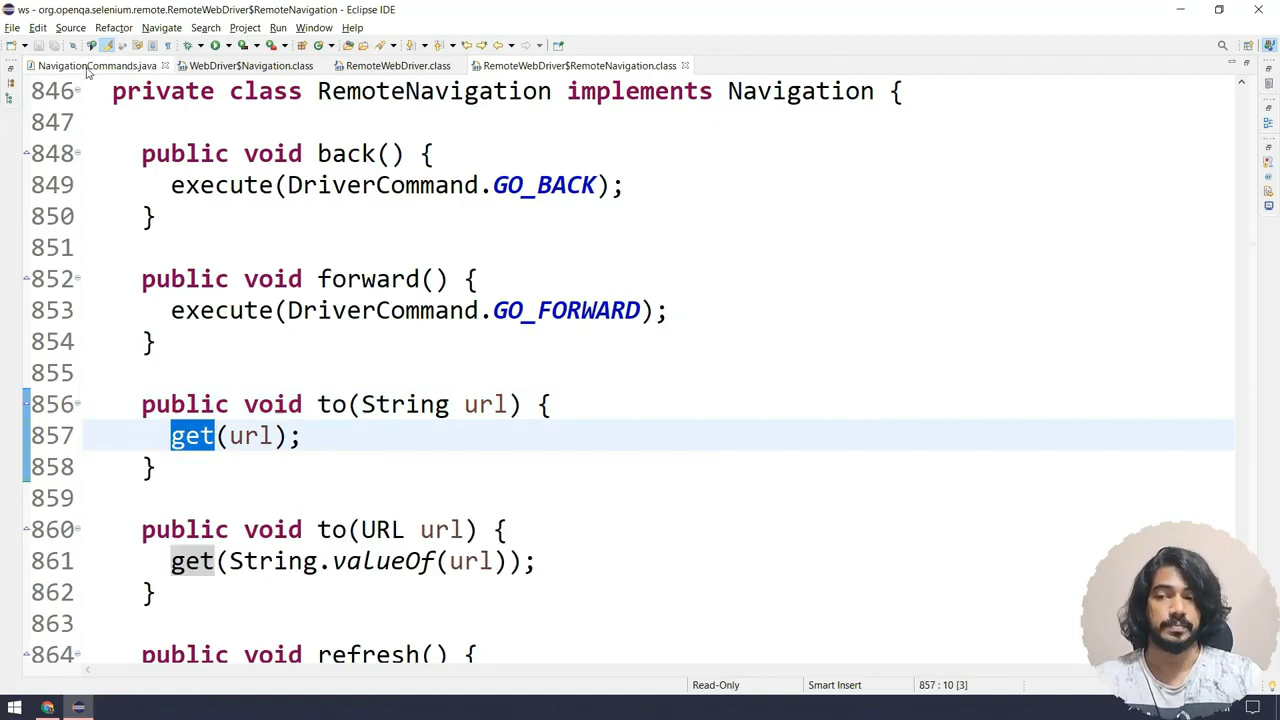 ws - org.openqa.selenium.remote.RemoteWebDriver$RemoteNavigation - Eclipse IDE
File Edit Source Refactor Navigate Search Project Run Window Help
NavigationCommands.java WebDriver$Navigation.class RemoteWebDriver.class RemoteWebDriver$RemoteNavigation.class
846 private class RemoteNavigation implements Navigation {
847
848 public void back() {
849 execute(DriverCommand.GO_BACK);
850 }
851
852 public void forward() {
853 execute(DriverCommand.GO_FORWARD);
854 }
855
856 public void to(String url) {
857 get(url);
858 }
859
860 public void to(URL url) {
861 get(String.valueOf(url));
862 }
863
864 public void refresh() {
Read-Only Smart Insert 857 : 10 [3]